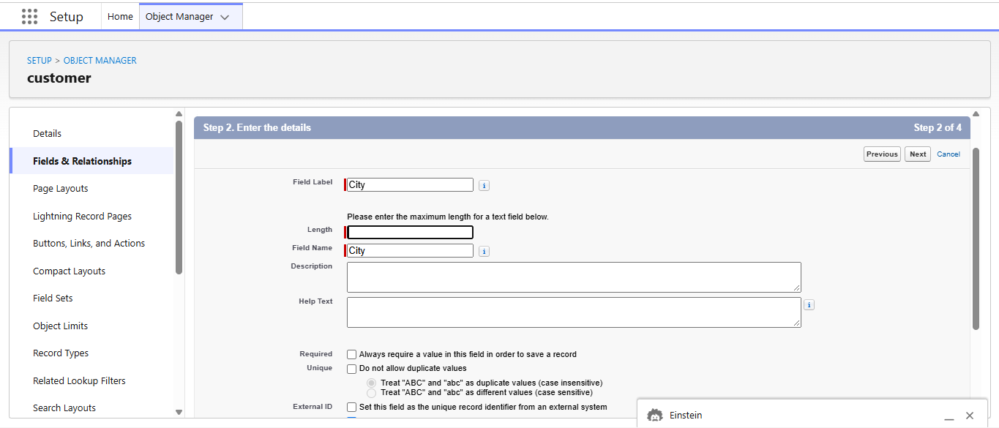 Setup Home Object Manager
SETUP > OBJECT MANAGER
customer
Details
Fields & Relationships
Page Layouts
Lightning Record Pages
Buttons, Links, and Actions
Compact Layouts
Field Sets
Object Limits
Record Types
Related Lookup Filters
Search Layouts
Step 2. Enter the details Step 2 of 4
Previous Next Cancel
Field Label City i
Please enter the maximum length for a text field below.
Length
Field Name City i
Description
Help Text i
Required Always require a value in this field in order to save a record
Unique Do not allow duplicate values
Treat "ABC" and "abc" as duplicate values (case insensitive)
Treat "ABC" and "abc" as different values (case sensitive)
External ID Set this field as the unique record identifier from an external system
Einstein